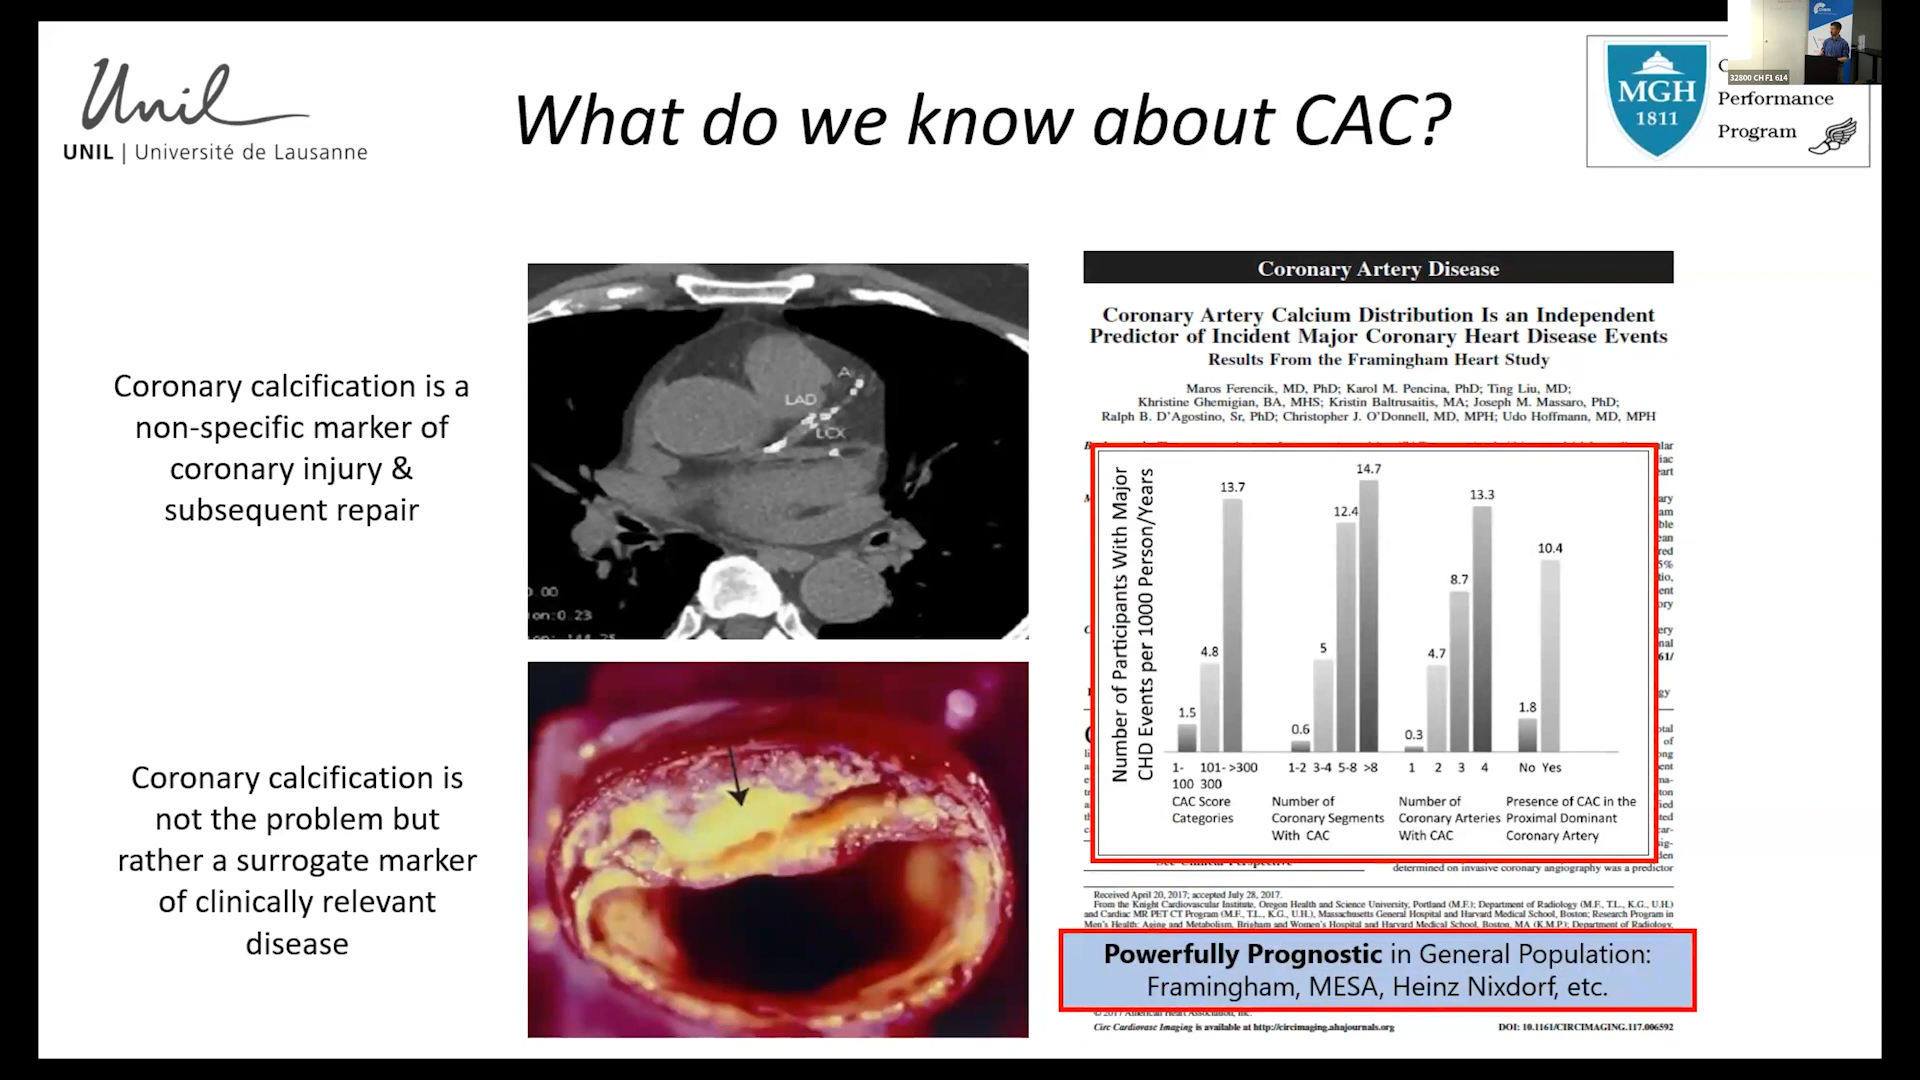 Unil
UNIL | Université de Lausanne
What do we know about CAC?
MGH
1811
Performance
Program
32800 CH F1 614
Coronary calcification is a
non-specific marker of
coronary injury &
subsequent repair
Coronary calcification is
not the problem but
rather a surrogate marker
of clinically relevant
disease
LAD
LCX
Coronary Artery Disease
Coronary Artery Calcium Distribution Is an Independent
Predictor of Incident Major Coronary Heart Disease Events
Results From the Framingham Heart Study
Maros Ferencik, MD, PhD; Karol M. Pencina, PhD; Ting Liu, MD;
Khristine Ghemigian, BA, MHS; Kristin Baltrusaitis, MA; Joseph M. Massaro, PhD;
Ralph B. D'Agostino, Sr, PhD; Christopher J. O'Donnell, MD, MPH; Udo Hoffmann, MD, MPH
Number of Participants With Major
CHD Events per 1000 Person/Years
1.5 4.8 13.7
0.6 5 12.4 14.7
0.3 4.7 8.7 13.3
1.8 10.4
1-100 101-300 >300
CAC Score
Categories
1-2 3-4 5-8 >8
Number of
Coronary Segments
With CAC
1 2 3 4
Number of
Coronary Arteries
With CAC
No Yes
Presence of CAC in the
Proximal Dominant
Coronary Artery
determined on invasive coronary angiography was a predictor
Received April 20, 2017; accepted July 28, 2017.
From the Knight Cardiovascular Institute, Oregon Health and Science University, Portland (M.F.); Department of Radiology (M.F., T.L., K.G., U.H.)
and Cardiac MR PET CT Program (M.F., T.L., K.G., U.H.), Massachusetts General Hospital and Harvard Medical School, Boston; Research Program in
Men's Health: Aging and Metabolism, Brigham and Women's Hospital and Harvard Medical School, Boston, MA (K.M.P.); Department of Radiology,
Powerfully Prognostic in General Population:
Framingham, MESA, Heinz Nixdorf, etc.
© 2017 American Heart Association, Inc.
Circ Cardiovasc Imaging is available at http://circimaging.ahajournals.org
DOI: 10.1161/CIRCIMAGING.117.006592